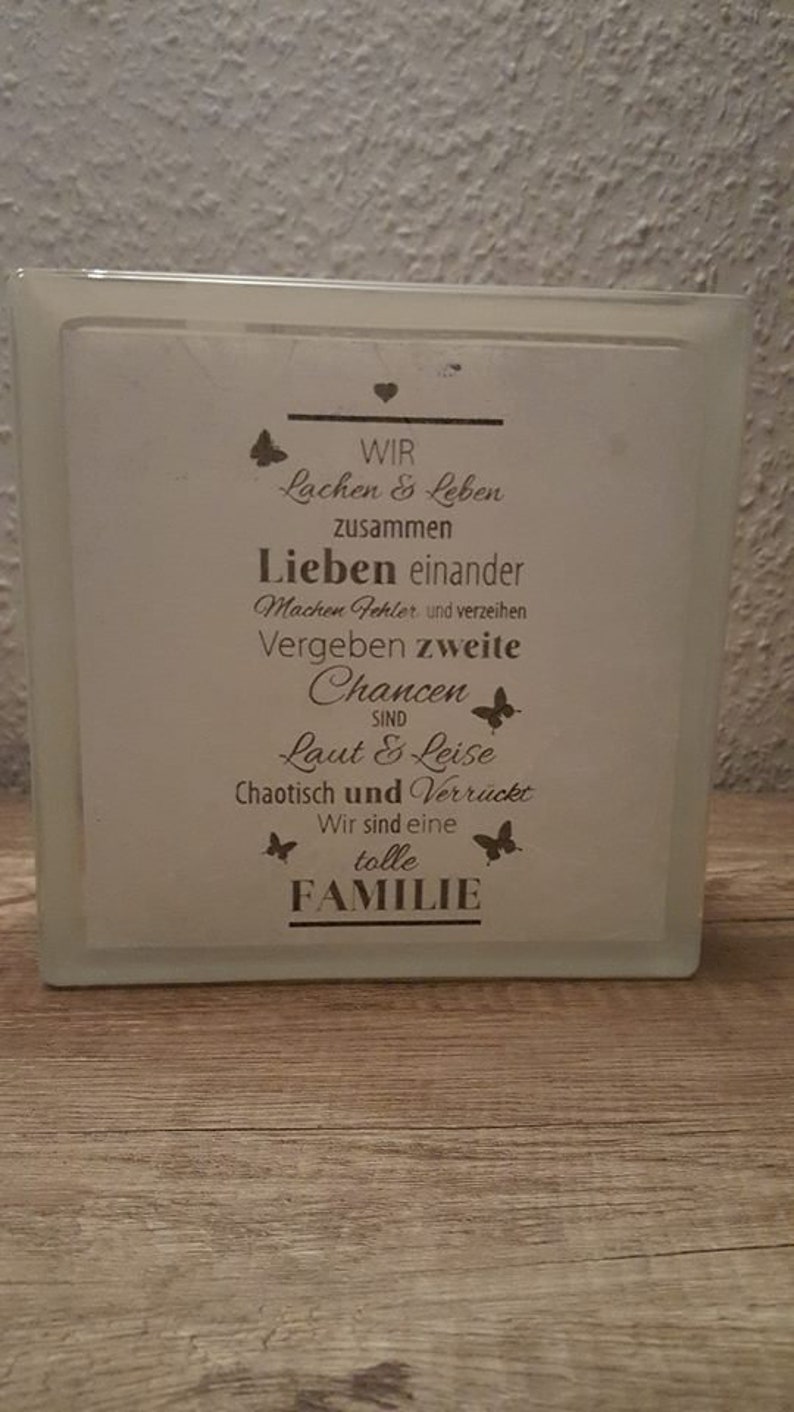 WIR
Lachen & Leben
zusammen
Lieben einander
Machen Fehler und verzeihen
Vergeben zweite
Chancen
SIND
Laut & Leise
Chaotisch und Verrückt
Wir sind eine
tolle
FAMILIE